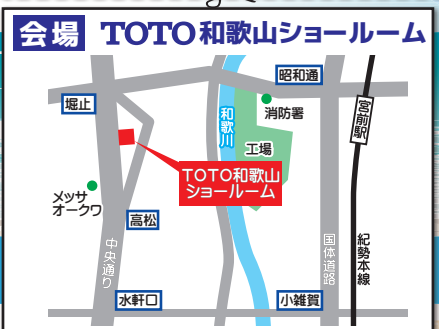 会場 TOTO和歌山ショールーム
昭和通
堀止
消防署
宮前駅
和歌川
工場
TOTO和歌山
ショールーム
メッサ
オークワ
高松
中央通り
国体道路
紀勢本線
水軒口
小雑賀